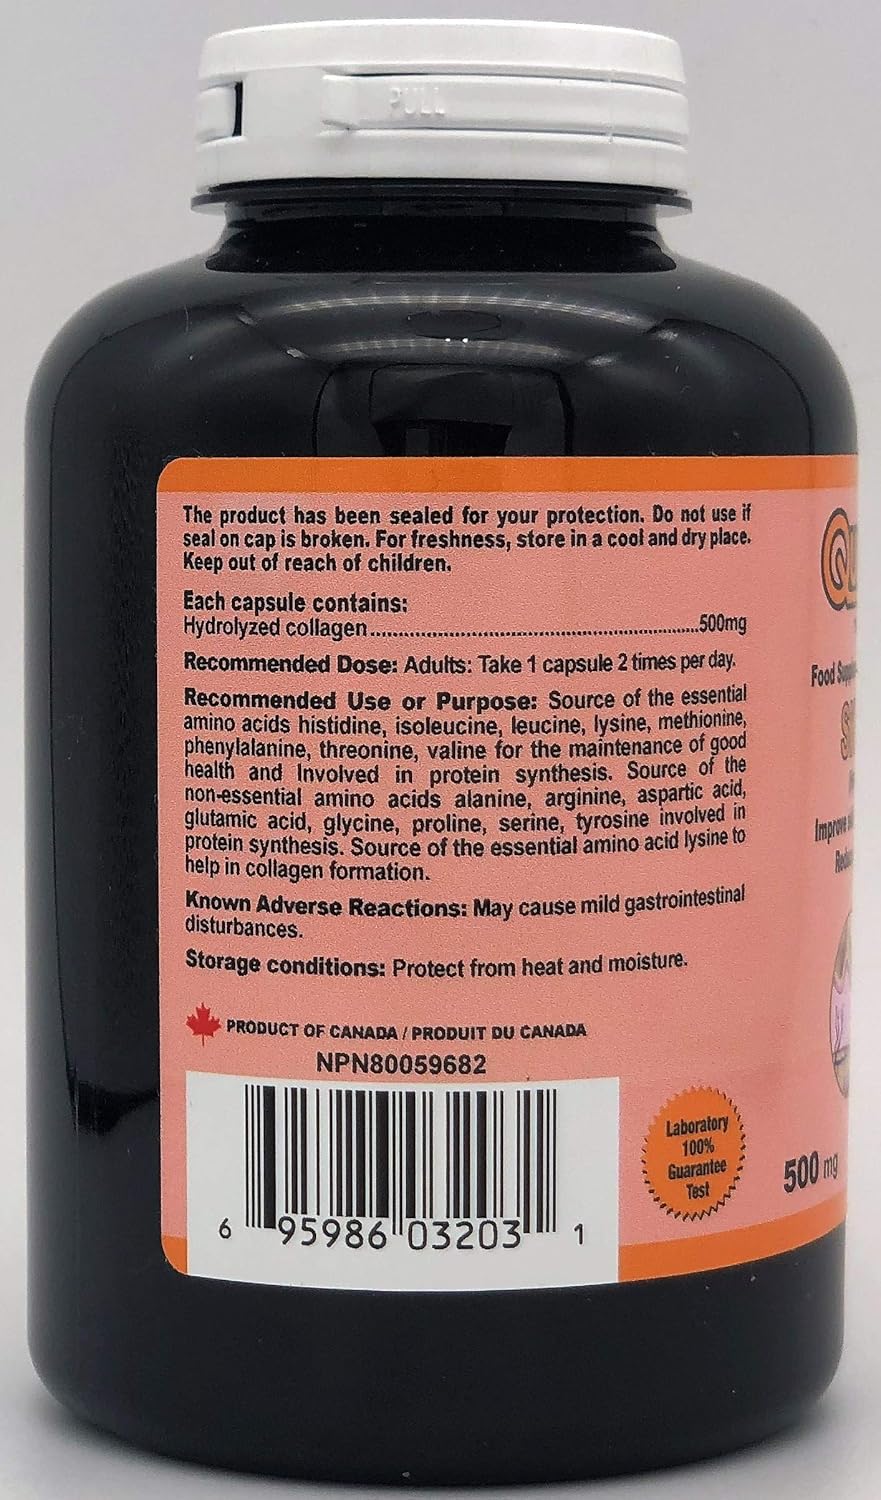 PULL
The product has been sealed for your protection. Do not use if
seal on cap is broken. For freshness, store in a cool and dry place.
Keep out of reach of children.
Each capsule contains:
Hydrolyzed collagen..........................................................500mg
Recommended Dose: Adults: Take 1 capsule 2 times per day.
Recommended Use or Purpose: Source of the essential
amino acids histidine, isoleucine, leucine, lysine, methionine,
phenylalanine, threonine, valine for the maintenance of good
health and Involved in protein synthesis. Source of the
non-essential amino acids alanine, arginine, aspartic acid,
glutamic acid, glycine, proline, serine, tyrosine involved in
protein synthesis. Source of the essential amino acid lysine to
help in collagen formation.
Known Adverse Reactions: May cause mild gastrointestinal
disturbances.
Storage conditions: Protect from heat and moisture.
PRODUCT OF CANADA / PRODUIT DU CANADA
NPN80059682
6 95986 03203 1
Laboratory
100%
Guarantee
Test
Food
Improve
500 mg